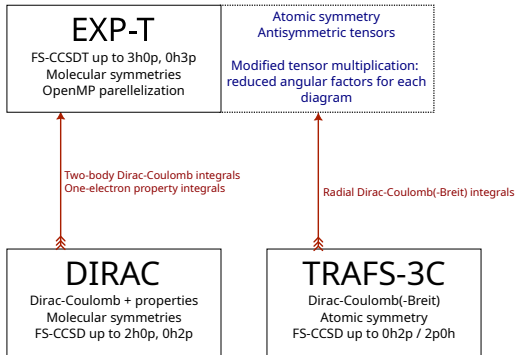 EXP-T
FS-CCSDT up to 3h0p, 0h3p
Molecular symmetries
OpenMP parellelization
Atomic symmetry
Antisymmetric tensors
Modified tensor multiplication:
reduced angular factors for each
diagram
Two-body Dirac-Coulomb integrals
One-electron property integrals
Radial Dirac-Coulomb(-Breit) integrals
DIRAC
Dirac-Coulomb + properties
Molecular symmetries
FS-CCSD up to 2h0p, 0h2p
TRAFS-3C
Dirac-Coulomb(-Breit)
Atomic symmetry
FS-CCSD up to 0h2p / 2p0h